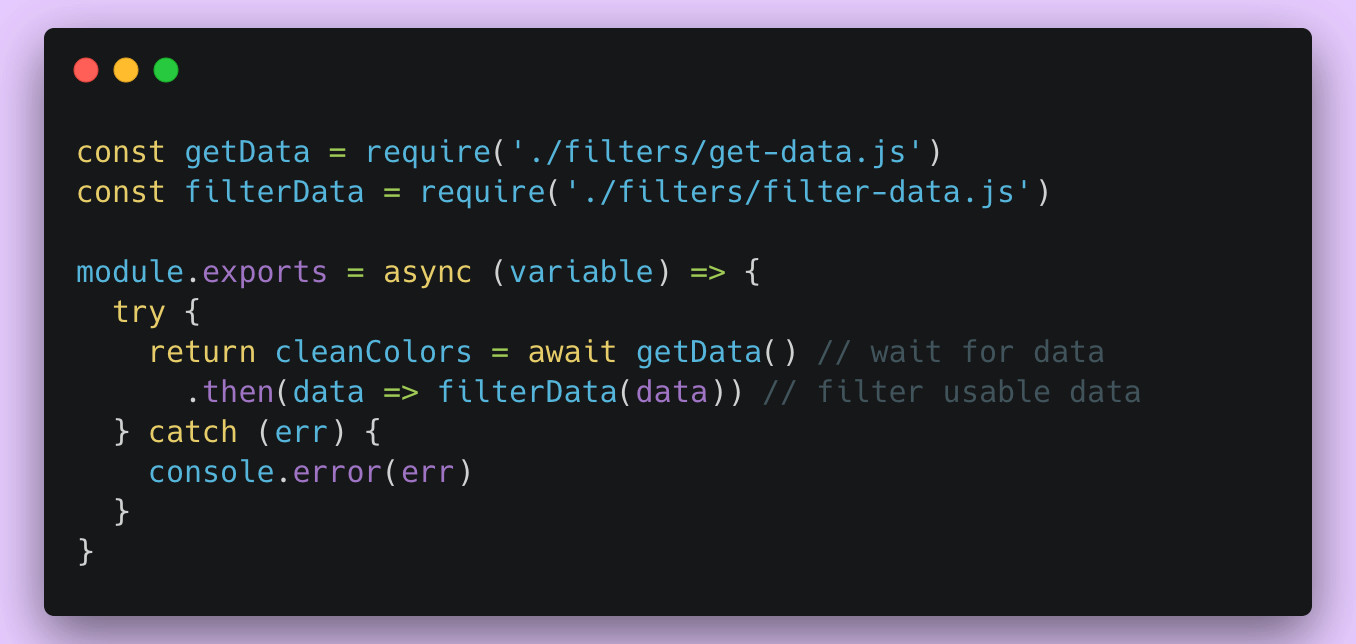 const getData = require('./filters/get-data.js')
const filterData = require('./filters/filter-data.js')

module.exports = async (variable) => {
  try {
    return cleanColors = await getData() // wait for data
      .then(data => filterData(data)) // filter usable data
  } catch (err) {
    console.error(err)
  }
}